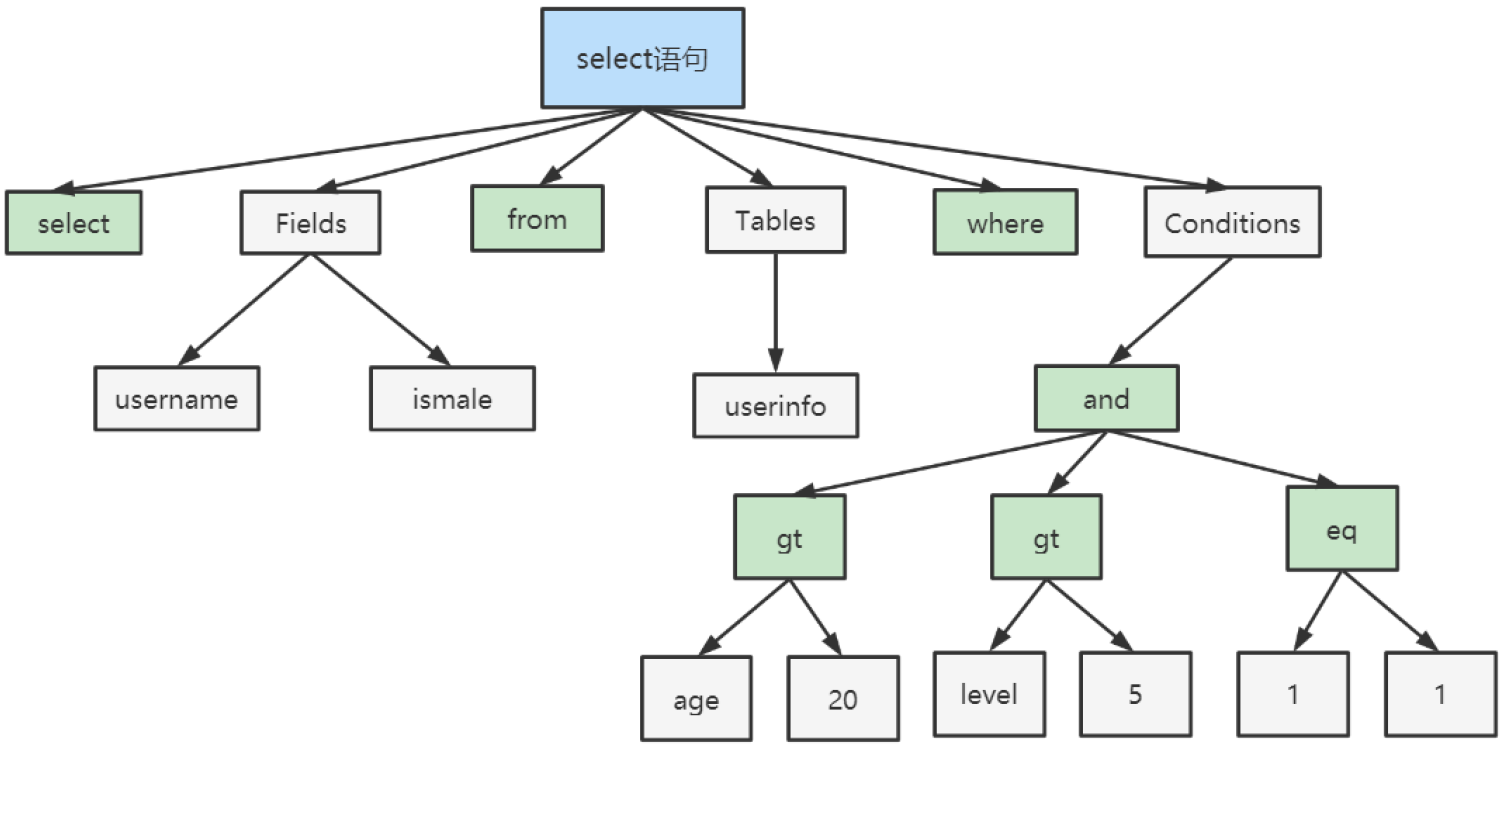 select语句
select
Fields
from
Tables
where
Conditions
username
ismale
userinfo
and
gt
gt
eq
age
20
level
5
1
1